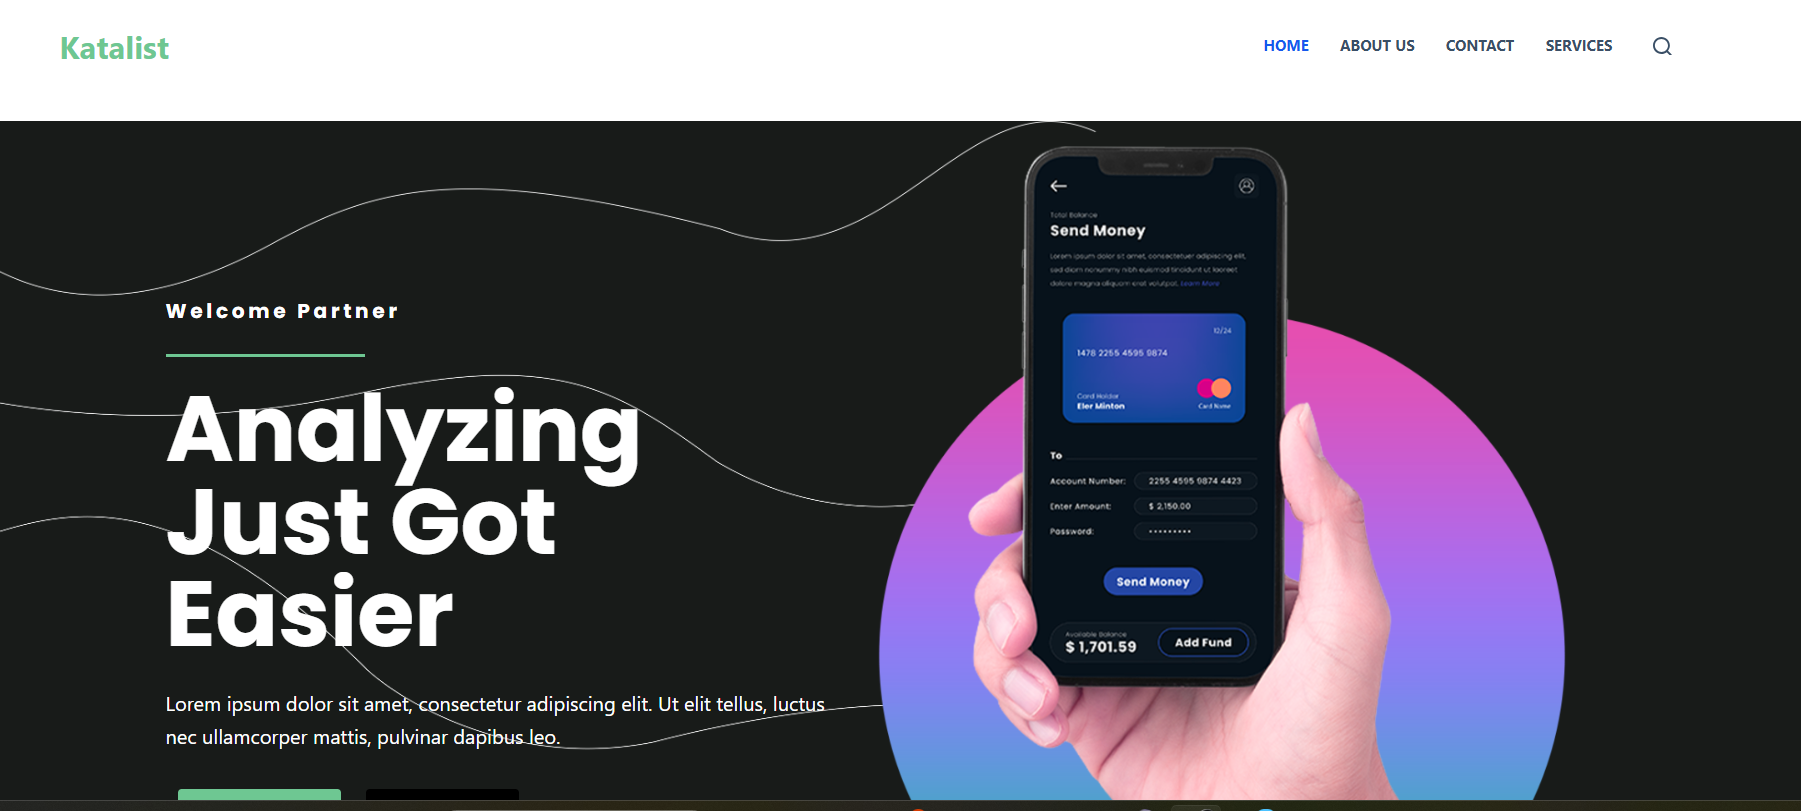 Katalist
HOME ABOUT US CONTACT SERVICES
Welcome Partner
Analyzing
Just Got
Easier
Lorem ipsum dolor sit amet, consectetur adipiscing elit. Ut elit tellus, luctus
nec ullamcorper mattis, pulvinar dapibus leo.
Total Balance
Send Money
Lorem ipsum dolor sit amet, consectetuer adipiscing elit,
sed diam nonummy nibh euismod tincidunt ut laoreet
dolore magna aliquam erat volutpat. Learn More
12/24
1478 2255 4595 9874
Card Holder
Eler Minton
Card Name
To
Account Number: 2255 4595 9874 4423
Enter Amount: $ 2,150.00
Password: •••••••••
Send Money
Available Balance
$ 1,701.59
Add Fund